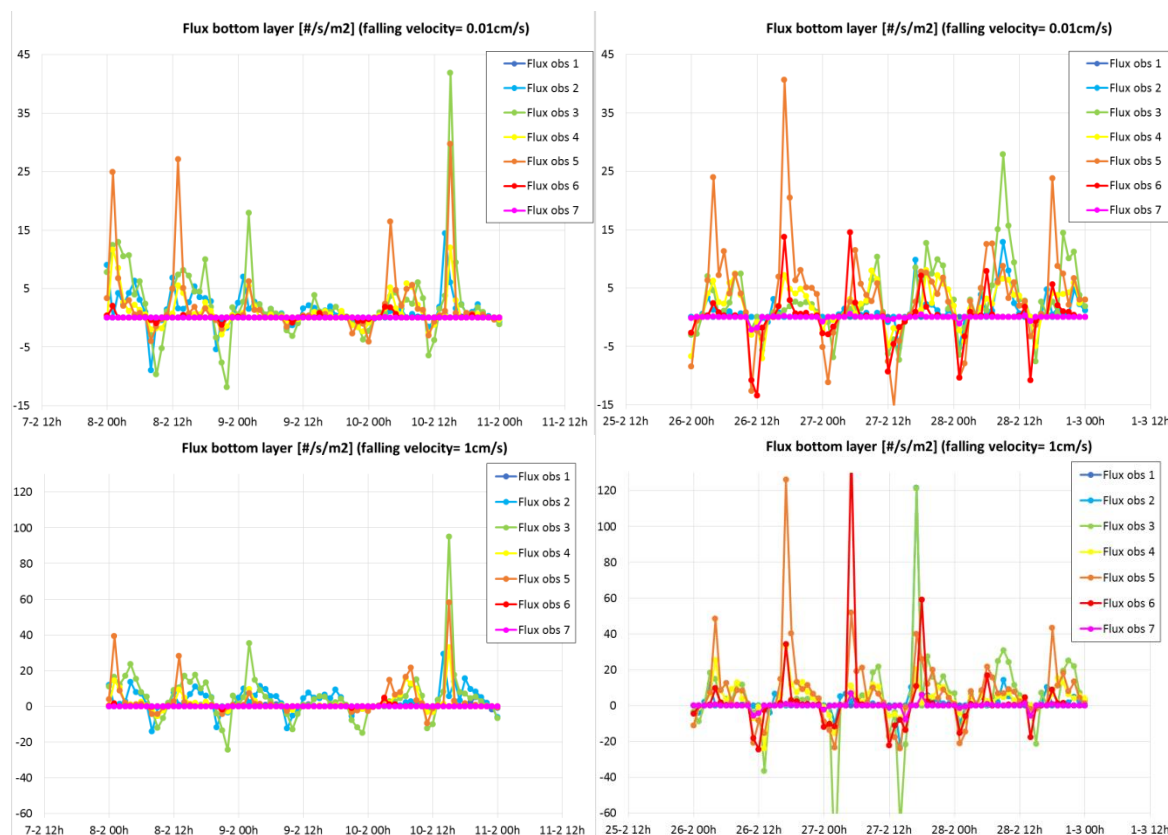 Flux bottom layer [#/s/m2] (falling velocity= 0.01cm/s)
45
35
25
15
5
-5
-15
7-2 12h 8-2 00h 8-2 12h 9-2 00h 9-2 12h 10-2 00h 10-2 12h 11-2 00h 11-2 12h
Flux obs 1
Flux obs 2
Flux obs 3
Flux obs 4
Flux obs 5
Flux obs 6
Flux obs 7
Flux bottom layer [#/s/m2] (falling velocity= 0.01cm/s)
45
35
25
15
5
-5
-15
25-2 12h 26-2 00h 26-2 12h 27-2 00h 27-2 12h 28-2 00h 28-2 12h 1-3 00h 1-3 12h
Flux obs 1
Flux obs 2
Flux obs 3
Flux obs 4
Flux obs 5
Flux obs 6
Flux obs 7
Flux bottom layer [#/s/m2] (falling velocity= 1cm/s)
120
100
80
60
40
20
0
-20
-40
-60
7-2 12h 8-2 00h 8-2 12h 9-2 00h 9-2 12h 10-2 00h 10-2 12h 11-2 00h 11-2 12h
Flux obs 1
Flux obs 2
Flux obs 3
Flux obs 4
Flux obs 5
Flux obs 6
Flux obs 7
Flux bottom layer [#/s/m2] (falling velocity= 1cm/s)
120
100
80
60
40
20
0
-20
-40
-60
25-2 12h 26-2 00h 26-2 12h 27-2 00h 27-2 12h 28-2 00h 28-2 12h 1-3 00h 1-3 12h
Flux obs 1
Flux obs 2
Flux obs 3
Flux obs 4
Flux obs 5
Flux obs 6
Flux obs 7